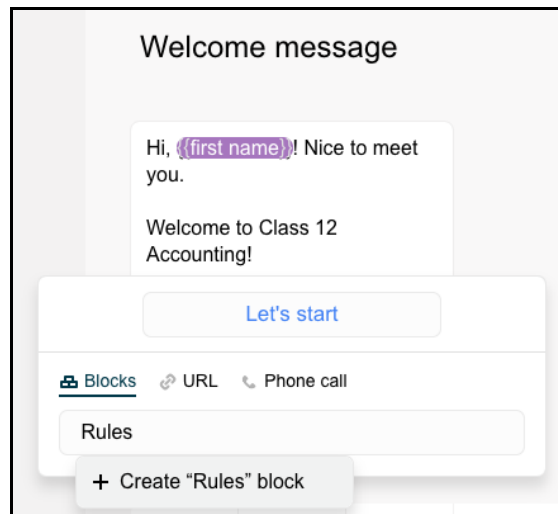 Welcome message
Hi, {{first name}}! Nice to meet
you.
Welcome to Class 12
Accounting!
Let's start
Blocks URL Phone call
Rules
+ Create “Rules” block